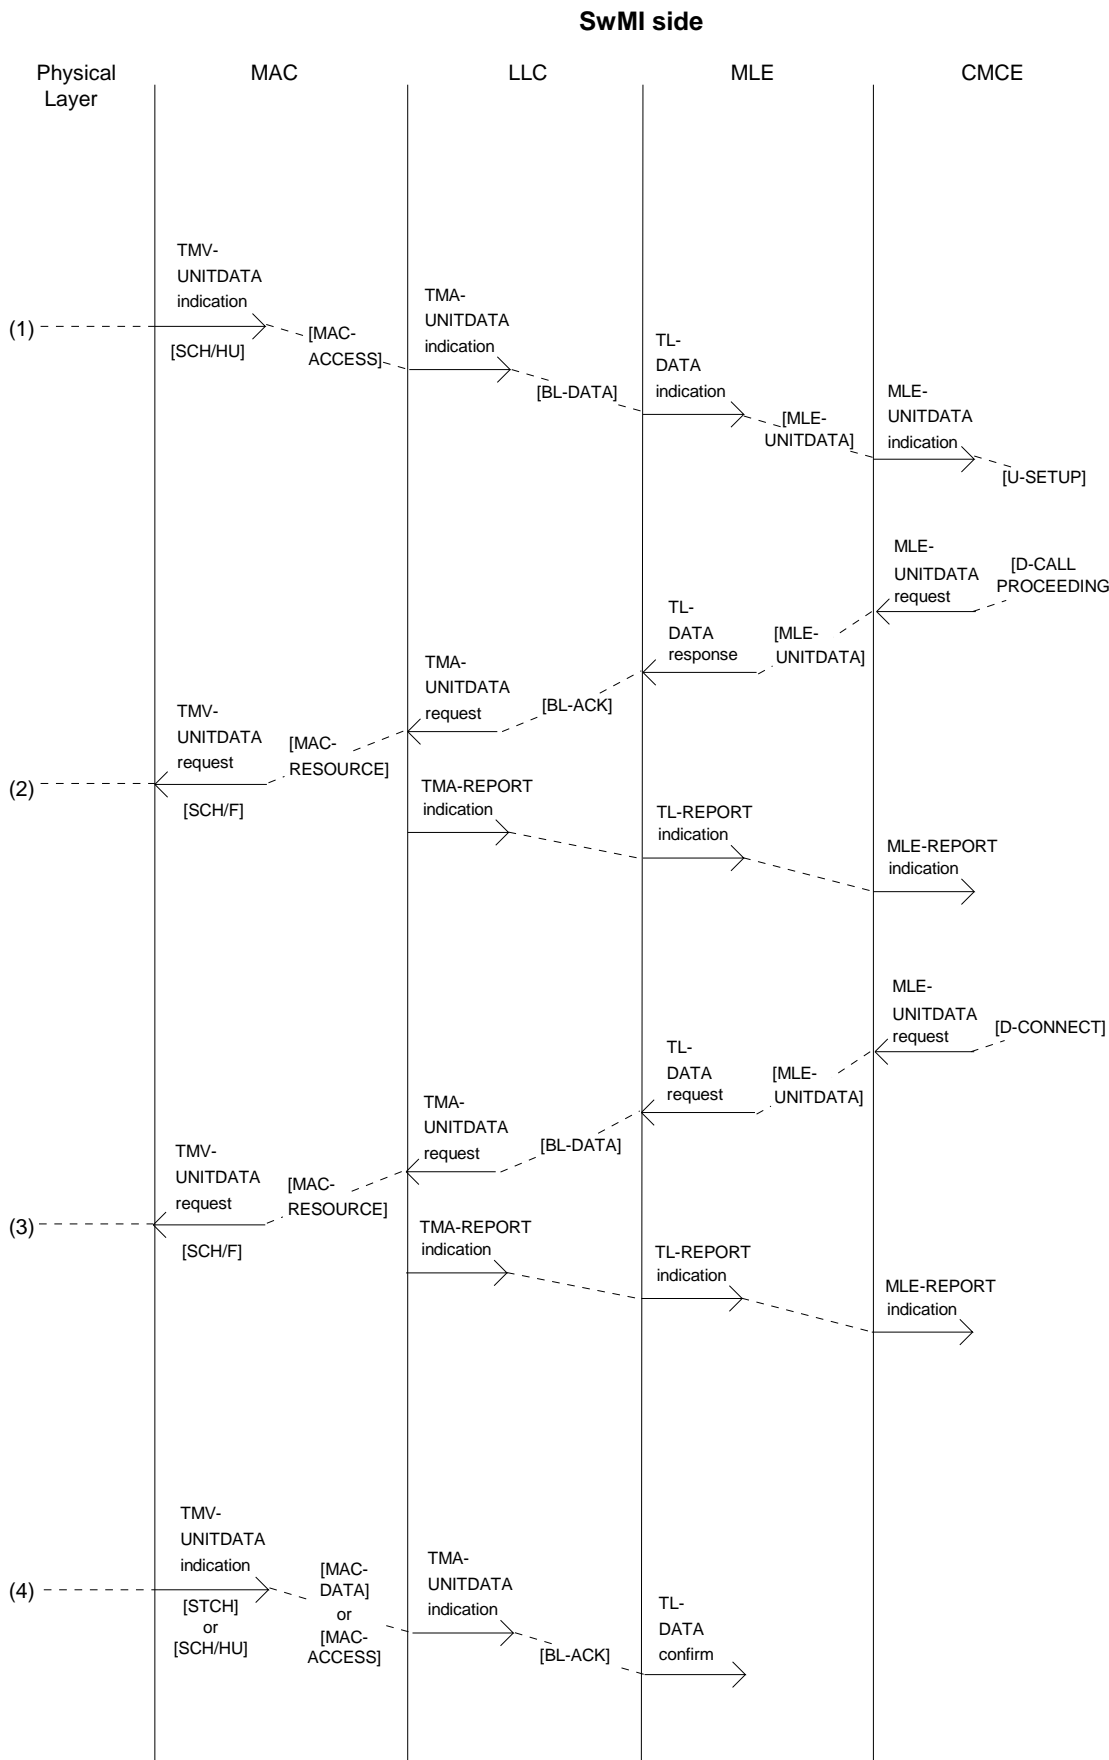 SwMI side
Physical
Layer
MAC
LLC
MLE
CMCE
TMV-
UNITDATA
indication
(1)
[SCH/HU]
[MAC-
ACCESS]
TMA-
UNITDATA
indication
[BL-DATA]
TL-
DATA
indication
[MLE-
UNITDATA]
MLE-
UNITDATA
indication
[U-SETUP]
MLE-
UNITDATA
request
[D-CALL
PROCEEDING
TL-
DATA
response
[MLE-
UNITDATA]
TMA-
UNITDATA
request
[BL-ACK]
TMV-
UNITDATA
request
[MAC-
RESOURCE]
(2)
[SCH/F]
TMA-REPORT
indication
TL-REPORT
indication
MLE-REPORT
indication
MLE-
UNITDATA
request
[D-CONNECT]
TL-
DATA
request
[MLE-
UNITDATA]
TMA-
UNITDATA
request
[BL-DATA]
TMV-
UNITDATA
request
[MAC-
RESOURCE]
(3)
[SCH/F]
TMA-REPORT
indication
TL-REPORT
indication
MLE-REPORT
indication
TMV-
UNITDATA
indication
(4)
[STCH]
or
[SCH/HU]
[MAC-
DATA]
or
[MAC-
ACCESS]
TMA-
UNITDATA
indication
[BL-ACK]
TL-
DATA
confirm